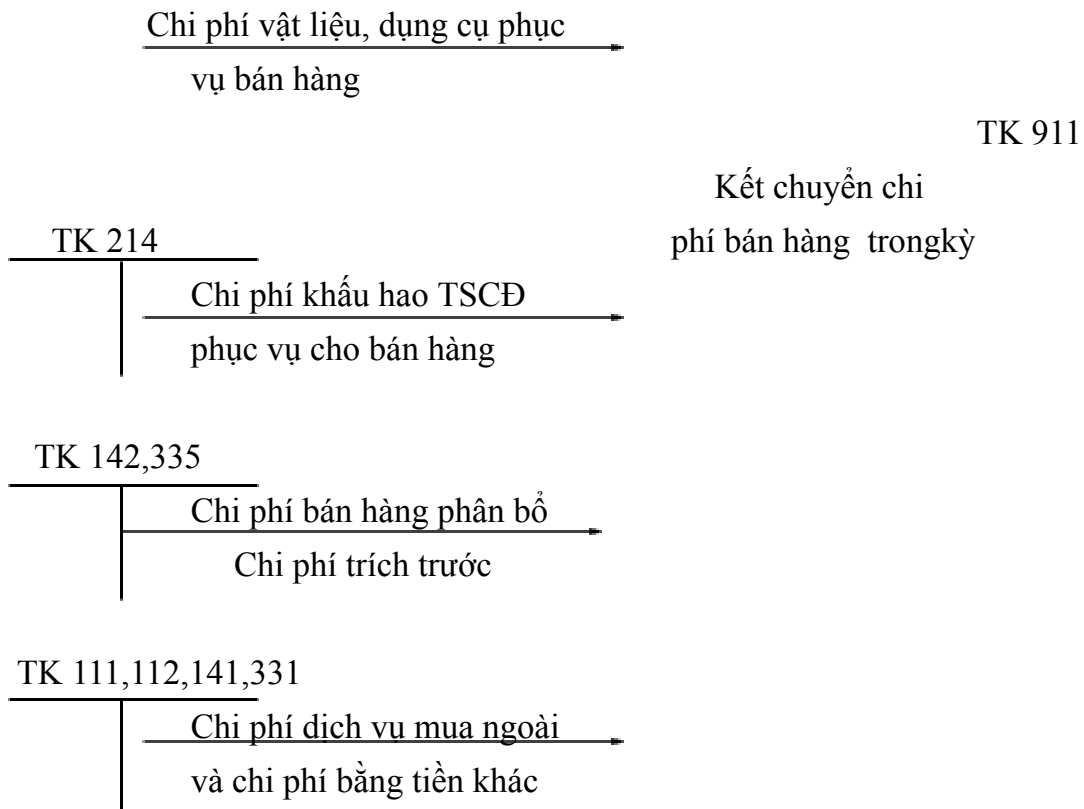 Chi phí vật liệu, dụng cụ phục
vụ bán hàng
TK 911
Kết chuyển chi
phí bán hàng trongkỳ
TK 214
Chi phí khấu hao TSCĐ
phục vụ cho bán hàng
TK 142,335
Chi phí bán hàng phân bổ
Chi phí trích trước
TK 111,112,141,331
Chi phí dịch vụ mua ngoài
và chi phí bằng tiền khác